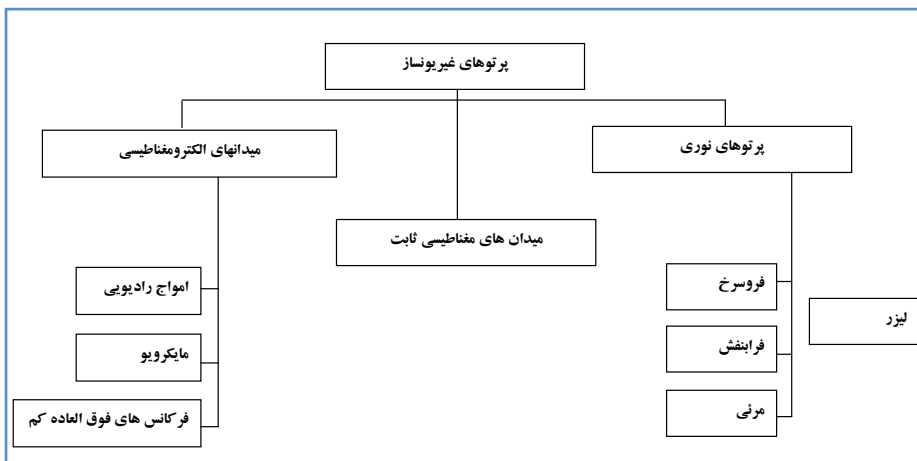 پرتوهای غیریونساز
پرتوهای نوری
میدانهای الکترومغناطیسی
میدان های مغناطیسی ثابت
فروسرخ
فرابنفش
مرئی
لیزر
امواج رادیویی
مایکرویو
فرکانس های فوق العاده کم